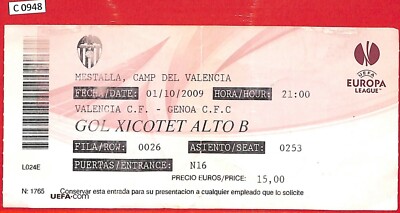 C 0948
MESTALLA, CAMP DEL VALENCIA
FECHA/DATE: 01/10/2009 HORA/HOUR: 21:00
VALENCIA C.F. - GENOA C.F.C
GOL XICOTET ALTO B
FILA/ROW: 0026 ASIENTO/SEAT: 0253
PUERTAS/ENTRANCE: N16
PRECIO EUROS/PRICE: 15,00
L024E
N: 1765 Conservar esta entrada para su presentacion a cualquier empleado que lo solicite
UEFA.com
UEFA
EUROPA
LEAGUE™